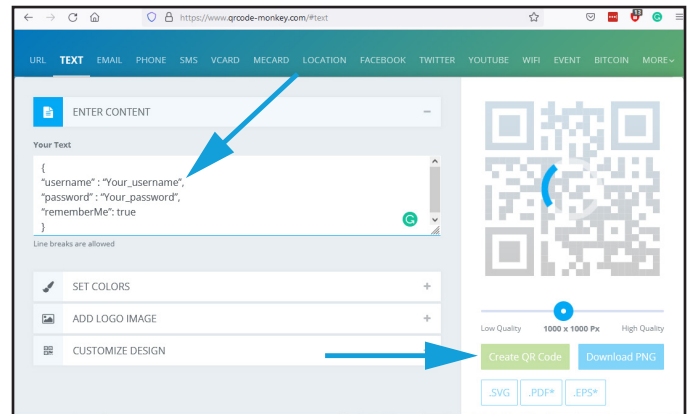 https://www.qrcode-monkey.com/#text
URL TEXT EMAIL PHONE SMS VCARD MECARD LOCATION FACEBOOK TWITTER YOUTUBE WIFI EVENT BITCOIN MORE
ENTER CONTENT
Your Text
{
“username” : “Your_username”,
“password” : “Your_password”,
“rememberMe”: true
}
Line breaks are allowed
SET COLORS
ADD LOGO IMAGE
CUSTOMIZE DESIGN
Low Quality 1000 x 1000 Px High Quality
Create QR Code Download PNG
.SVG .PDF* .EPS*